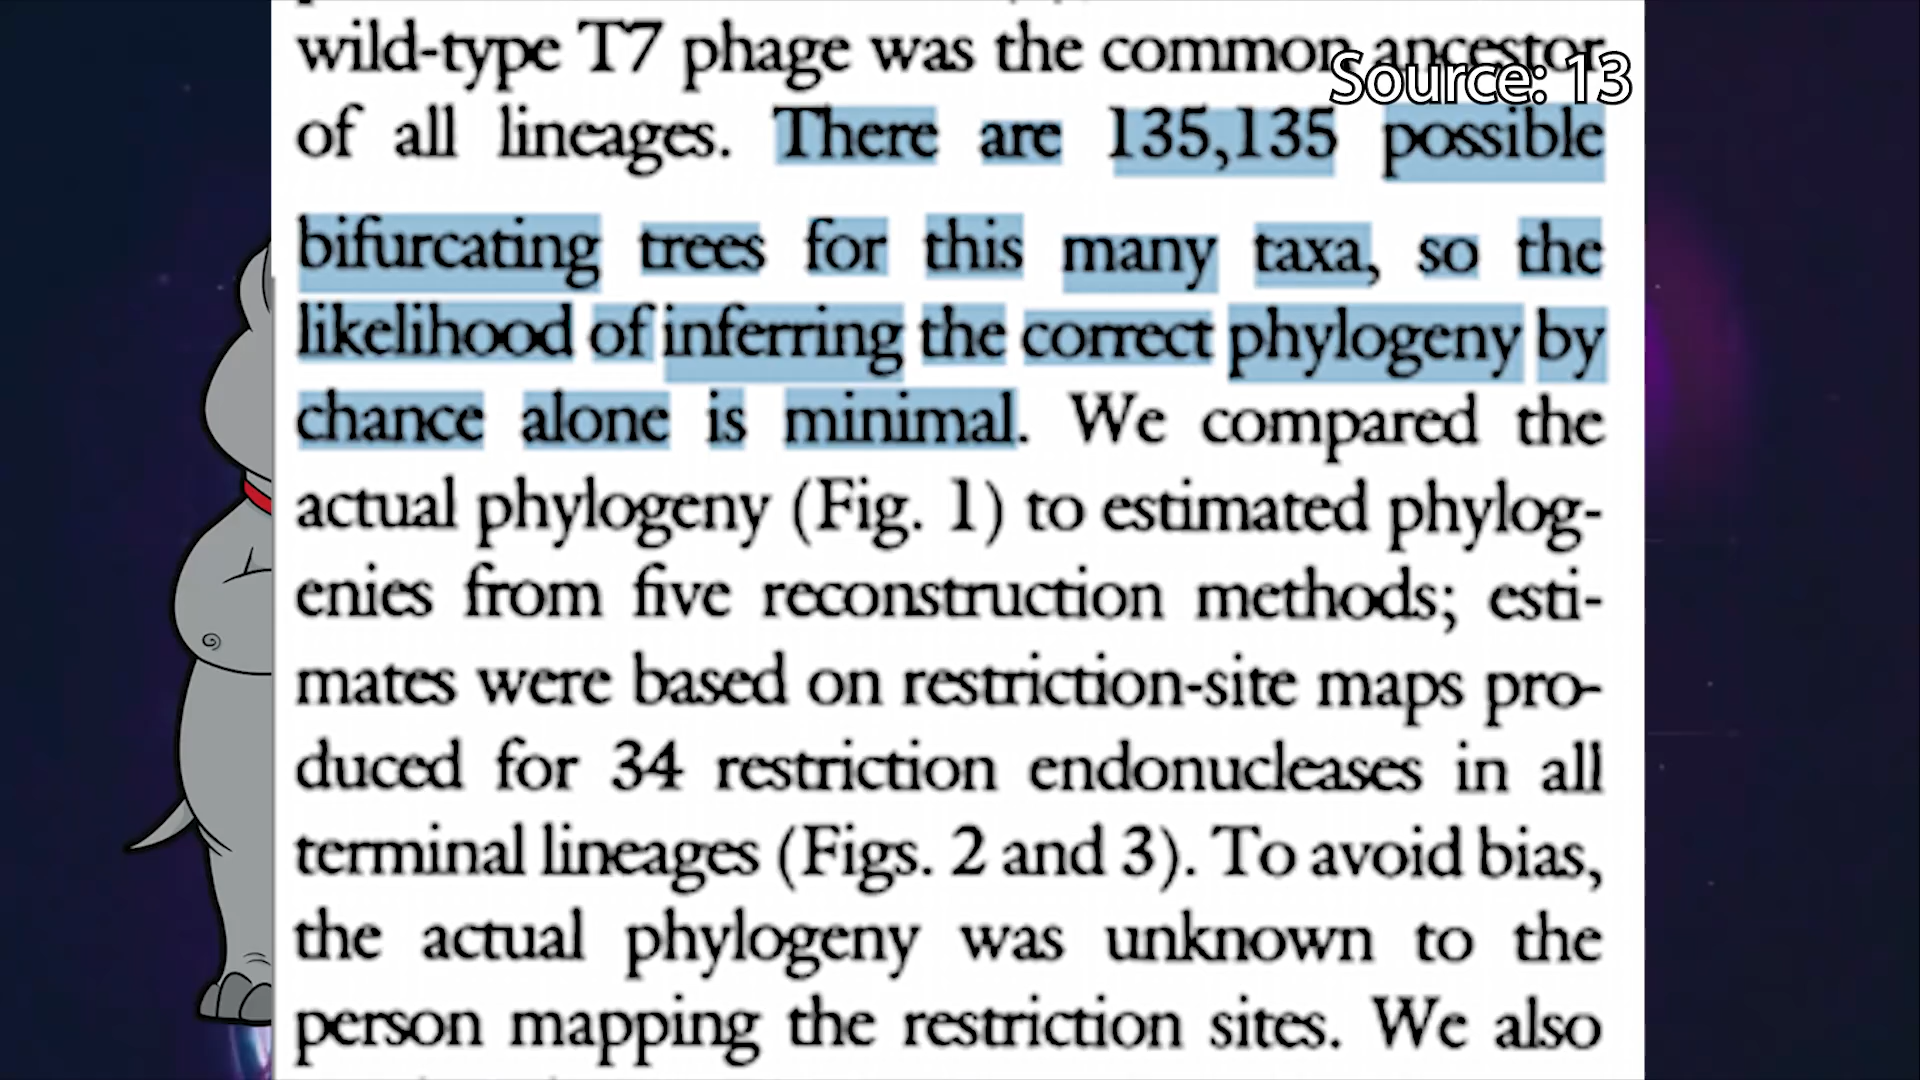 wild-type T7 phage was the common ancestor
Source: 13
of all lineages. There are 135,135 possible
bifurcating trees for this many taxa, so the
likelihood of inferring the correct phylogeny by
chance alone is minimal. We compared the
actual phylogeny (Fig. 1) to estimated phylog-
enies from five reconstruction methods; esti-
mates were based on restriction-site maps pro-
duced for 34 restriction endonucleases in all
terminal lineages (Figs. 2 and 3). To avoid bias,
the actual phylogeny was unknown to the
person mapping the restriction sites. We also